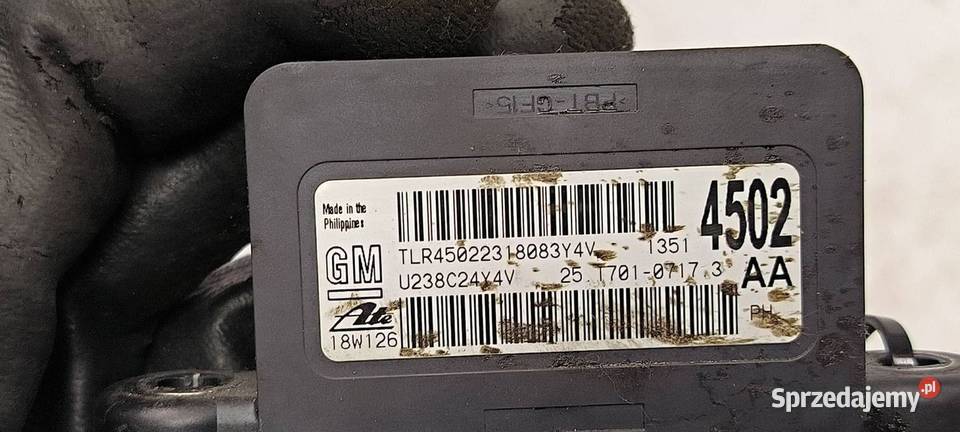 >PBT-GF15<
Made in the
Philippines
GM
Ate
18W126
TLR45022318083Y4V 1351
U238C24X4V 25.T701-0717.3
4502
AA
PH
Sprzedajemy.pl